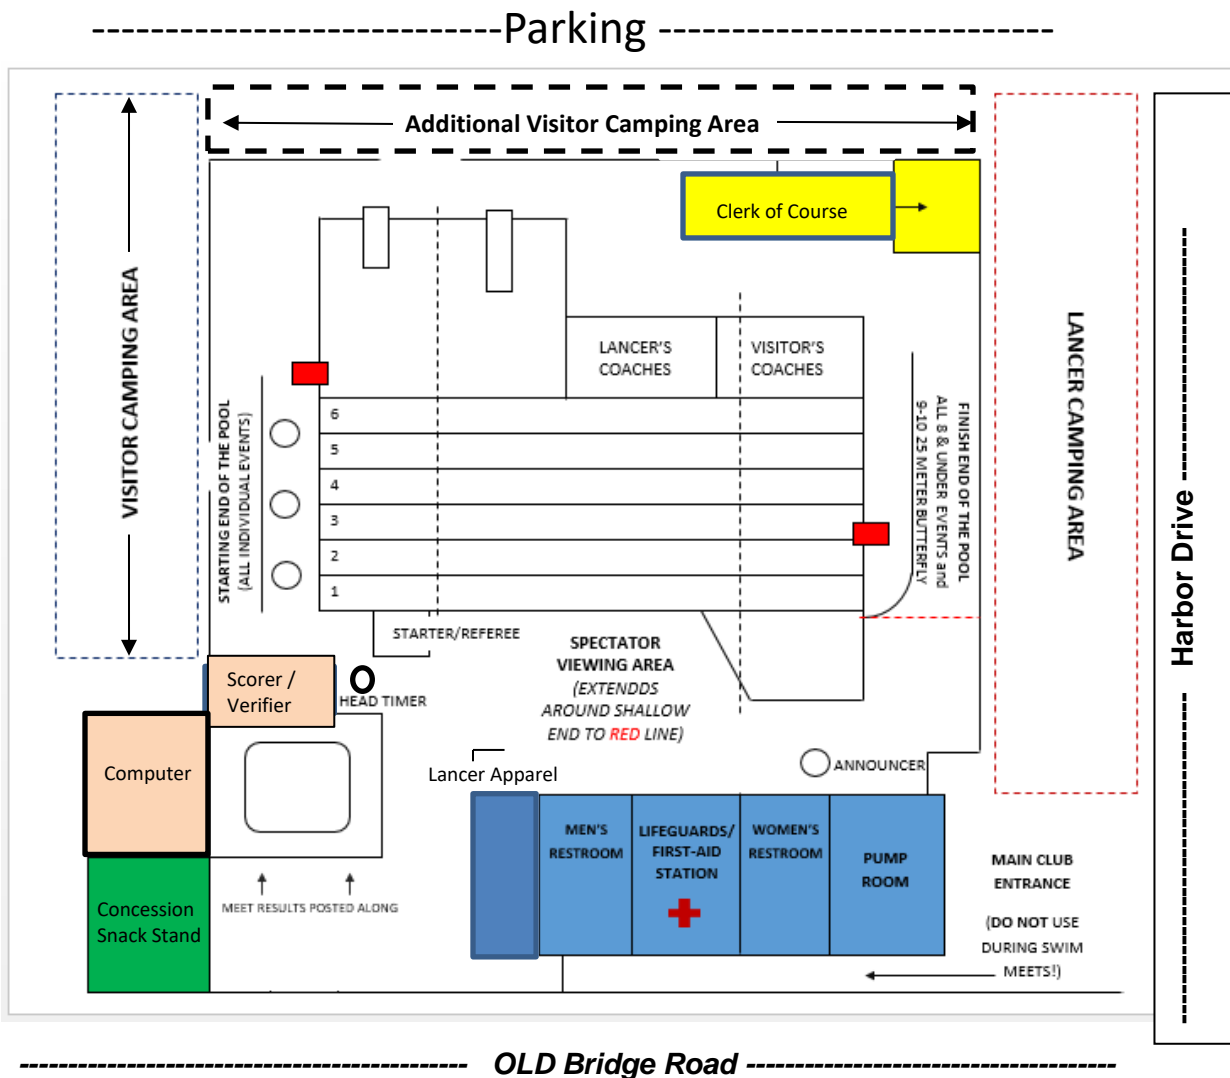 Parking
Additional Visitor Camping Area
Clerk of Course
VISITOR CAMPING AREA
LANCER CAMPING AREA
Harbor Drive
LANCER'S
COACHES
VISITOR'S
COACHES
STARTING END OF THE POOL
(ALL INDIVIDUAL EVENTS)
6
5
4
3
2
1
FINISH END OF THE POOL
ALL 8 & UNDER EVENTS and
9-10 25 METER BUTTERFLY
STARTER/REFEREE
SPECTATOR
VIEWING AREA
(EXTENDDS
AROUND SHALLOW
END TO RED LINE)
Scorer /
Verifier
HEAD TIMER
Computer
Lancer Apparel
ANNOUNCER
MEN'S
RESTROOM
LIFEGUARDS/
FIRST-AID
STATION
WOMEN'S
RESTROOM
PUMP
ROOM
MAIN CLUB
ENTRANCE
(DO NOT USE
DURING SWIM
MEETS!)
Concession
Snack Stand
MEET RESULTS POSTED ALONG
OLD Bridge Road